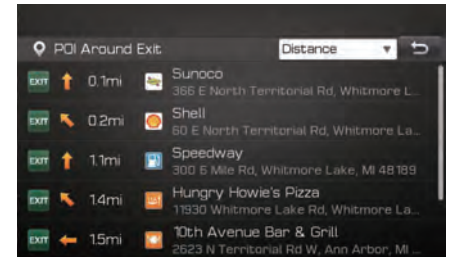 POI Around Exit Distance
EXIT 0.1mi Sunoco
366 E North Territorial Rd, Whitmore L...
EXIT 0.2mi Shell
60 E North Territorial Rd, Whitmore La...
EXIT 1.1mi Speedway
300 6 Mile Rd, Whitmore Lake, MI 48189
EXIT 1.4mi Hungry Howie's Pizza
11930 Whitmore Lake Rd, Whitmore La...
EXIT 1.5mi 10th Avenue Bar & Grill
2623 N Territorial Rd W, Ann Arbor, MI ...